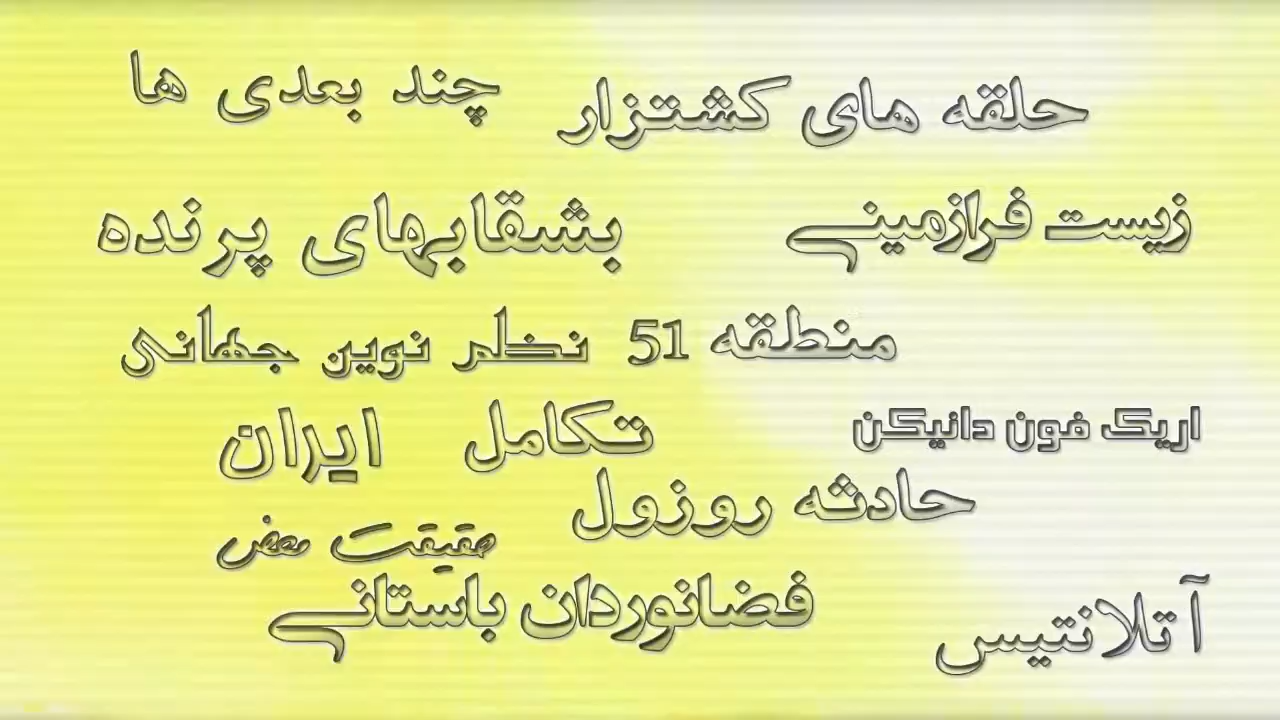 حلقه های کشتزار
چند بعدی ها
زیست فرازمینی
بشقابهای پرنده
منطقه 51
نظم نوین جهانی
اریک فون دانیکن
تکامل
ایران
حادثه روزول
حقیقت محض
فضانوردان باستانی
آتلانتیس